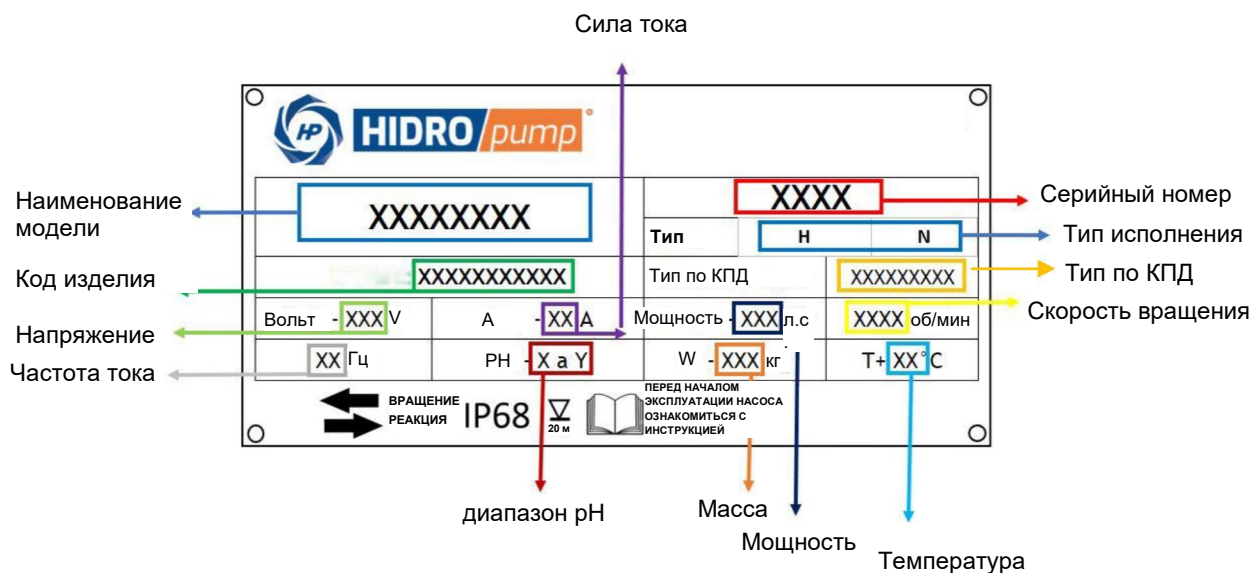 Сила тока
HP HIDRO pump
Наименование
модели
XXXXXXXX
XXXX
Серийный номер
Тип H N
Тип исполнения
Код изделия
XXXXXXXXXXX
Тип по КПД XXXXXXXXX
Тип по КПД
Скорость вращения
Напряжение
Вольт - XXX V
A - XX A
Мощность - XXX л.с
XXXX об/мин
Частота тока
XX Гц
PH - X a Y
W - XXX кг
T+ XX °C
ВРАЩЕНИЕ
РЕАКЦИЯ
IP68
20 м
ПЕРЕД НАЧАЛОМ
ЭКСПЛУАТАЦИИ НАСОСА
ОЗНАКОМИТЬСЯ С
ИНСТРУКЦИЕЙ
диапазон pH
Масса
Мощность
Температура